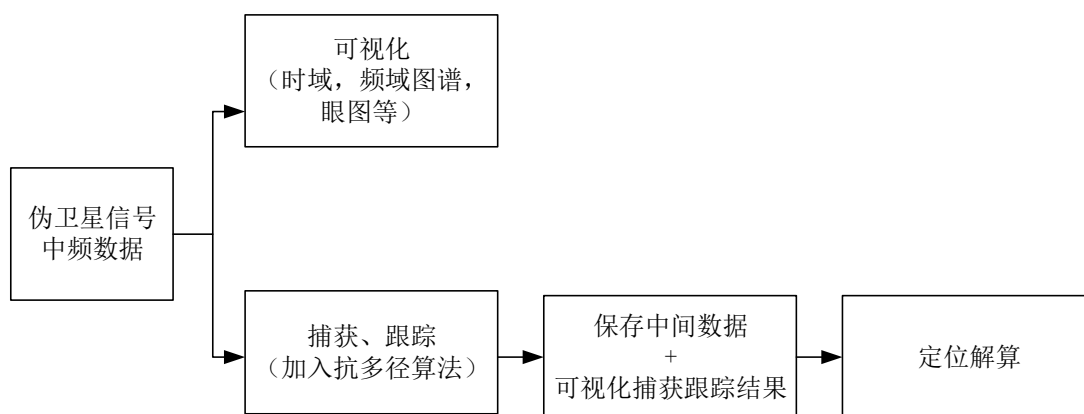 可视化
（时域，频域图谱，
眼图等）
伪卫星信号
中频数据
捕获、跟踪
（加入抗多径算法）
保存中间数据
+
可视化捕获跟踪结果
定位解算